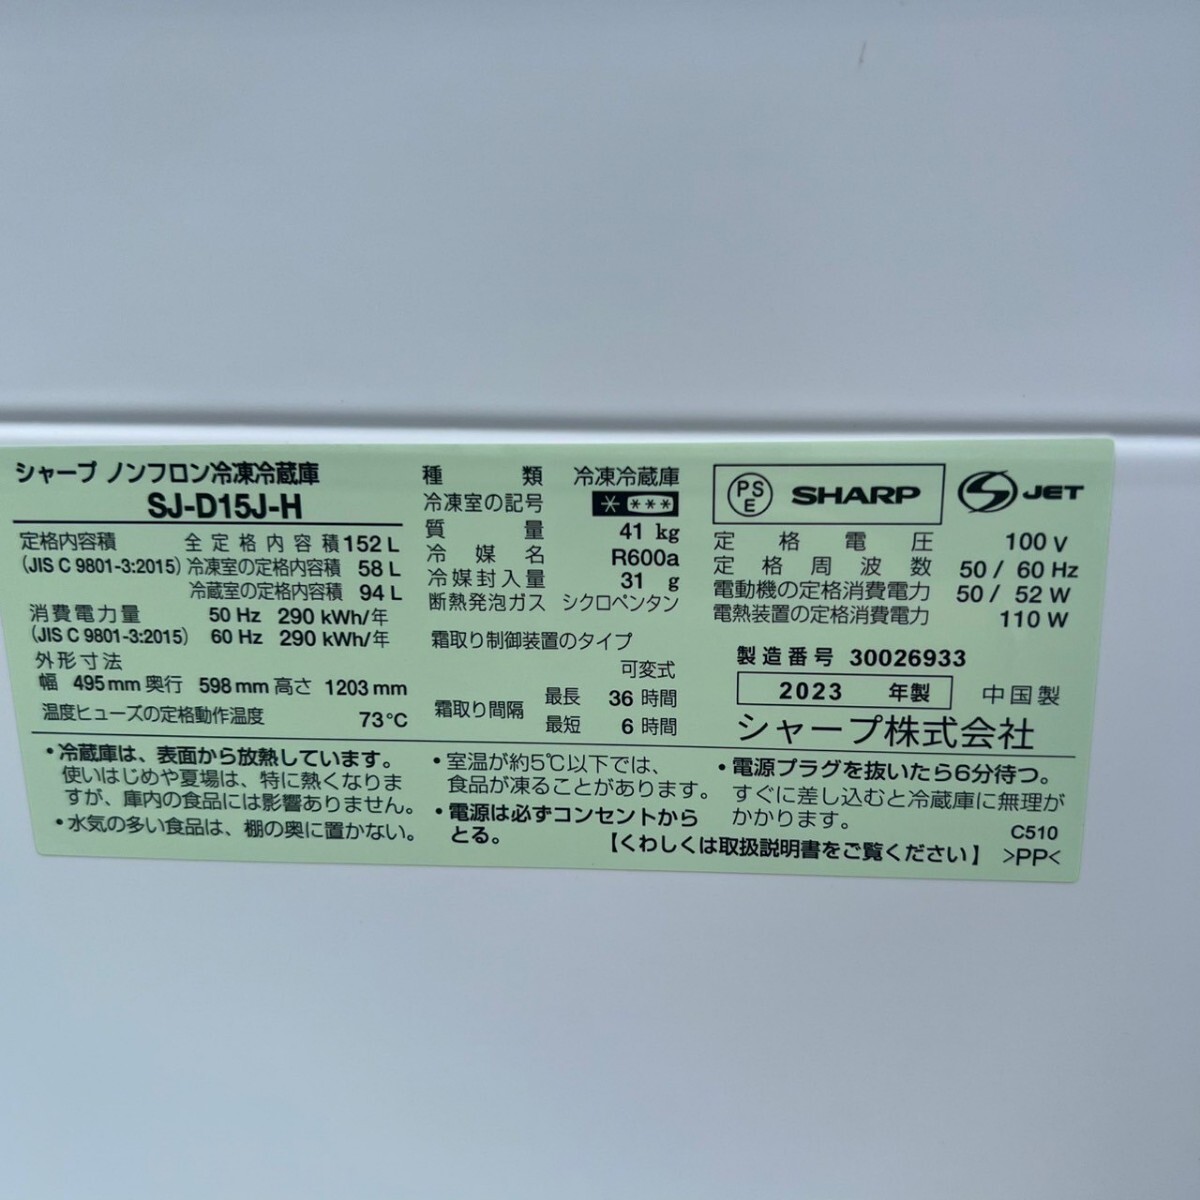 シャープ ノンフロン冷凍冷蔵庫
SJ-D15J-H
定格内容積 全定格内容積 152 L
(JIS C 9801-3:2015) 冷凍室の定格内容積 58 L
冷蔵室の定格内容積 94 L
消費電力量 50 Hz 290 kWh/年
(JIS C 9801-3:2015) 60 Hz 290 kWh/年
外形寸法
幅 495 mm 奥行 598 mm 高さ 1203 mm
温度ヒューズの定格動作温度 73℃
種類 冷凍冷蔵庫
冷凍室の記号 * ***
質量 41 kg
冷媒名 R600a
冷媒封入量 31 g
断熱発泡ガス シクロペンタン
霜取り制御装置のタイプ
可変式
霜取り間隔 最長 36 時間
最短 6 時間
PSE SHARP JET
定格電圧 100 V
定格周波数 50 / 60 Hz
電動機の定格消費電力 50 / 52 W
電熱装置の定格消費電力 110 W
製造番号 30026933
2023 年製 中国製
シャープ株式会社
・冷蔵庫は、表面から放熱しています。
使いはじめや夏場は、特に熱くなりま
すが、庫内の食品には影響ありません。
・水気の多い食品は、棚の奥に置かない。
・室温が約5℃以下では、
食品が凍ることがあります。
・電源は必ずコンセントから
とる。
・電源プラグを抜いたら6分待つ。
すぐに差し込むと冷蔵庫に無理が
かかります。
C510
【くわしくは取扱説明書をご覧ください】 >PP<